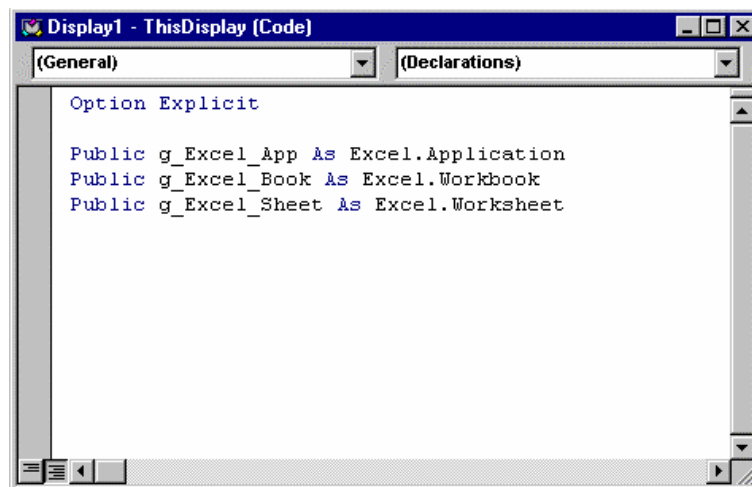 Display1 - ThisDisplay (Code)
(General) (Declarations)
Option Explicit
Public g_Excel_App As Excel.Application
Public g_Excel_Book As Excel.Workbook
Public g_Excel_Sheet As Excel.Worksheet